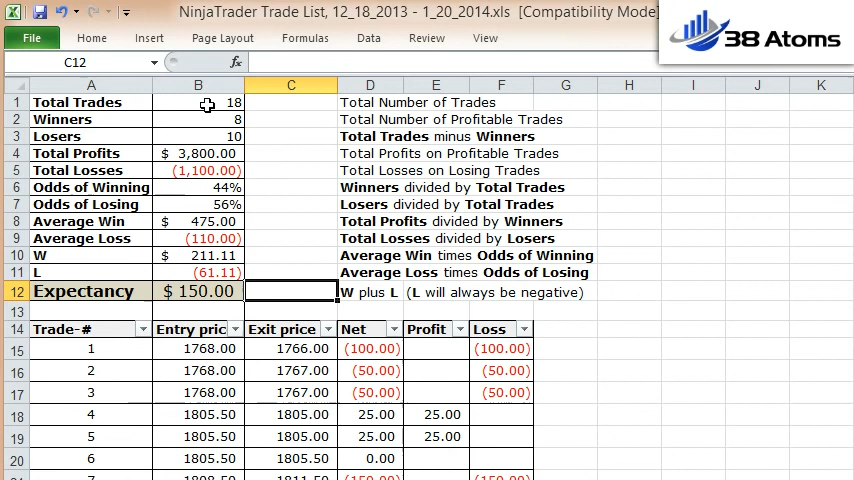 NinjaTrader Trade List, 12_18_2013 - 1_20_2014.xls [Compatibility Mode]
38 Atoms
File Home Insert Page Layout Formulas Data Review View
C12 fx
A B C D E F G H I J K
1 Total Trades 18 Total Number of Trades
2 Winners 8 Total Number of Profitable Trades
3 Losers 10 Total Trades minus Winners
4 Total Profits $ 3,800.00 Total Profits on Profitable Trades
5 Total Losses (1,100.00) Total Losses on Losing Trades
6 Odds of Winning 44% Winners divided by Total Trades
7 Odds of Losing 56% Losers divided by Total Trades
8 Average Win $ 475.00 Total Profits divided by Winners
9 Average Loss (110.00) Total Losses divided by Losers
10 W $ 211.11 Average Win times Odds of Winning
11 L (61.11) Average Loss times Odds of Losing
12 Expectancy $ 150.00 W plus L (L will always be negative)
13
14 Trade-# Entry pric Exit price Net Profit Loss
15 1 1768.00 1766.00 (100.00) (100.00)
16 2 1768.00 1767.00 (50.00) (50.00)
17 3 1768.00 1767.00 (50.00) (50.00)
18 4 1805.50 1805.00 25.00 25.00
19 5 1805.50 1805.00 25.00 25.00
20 6 1805.50 1805.50 0.00